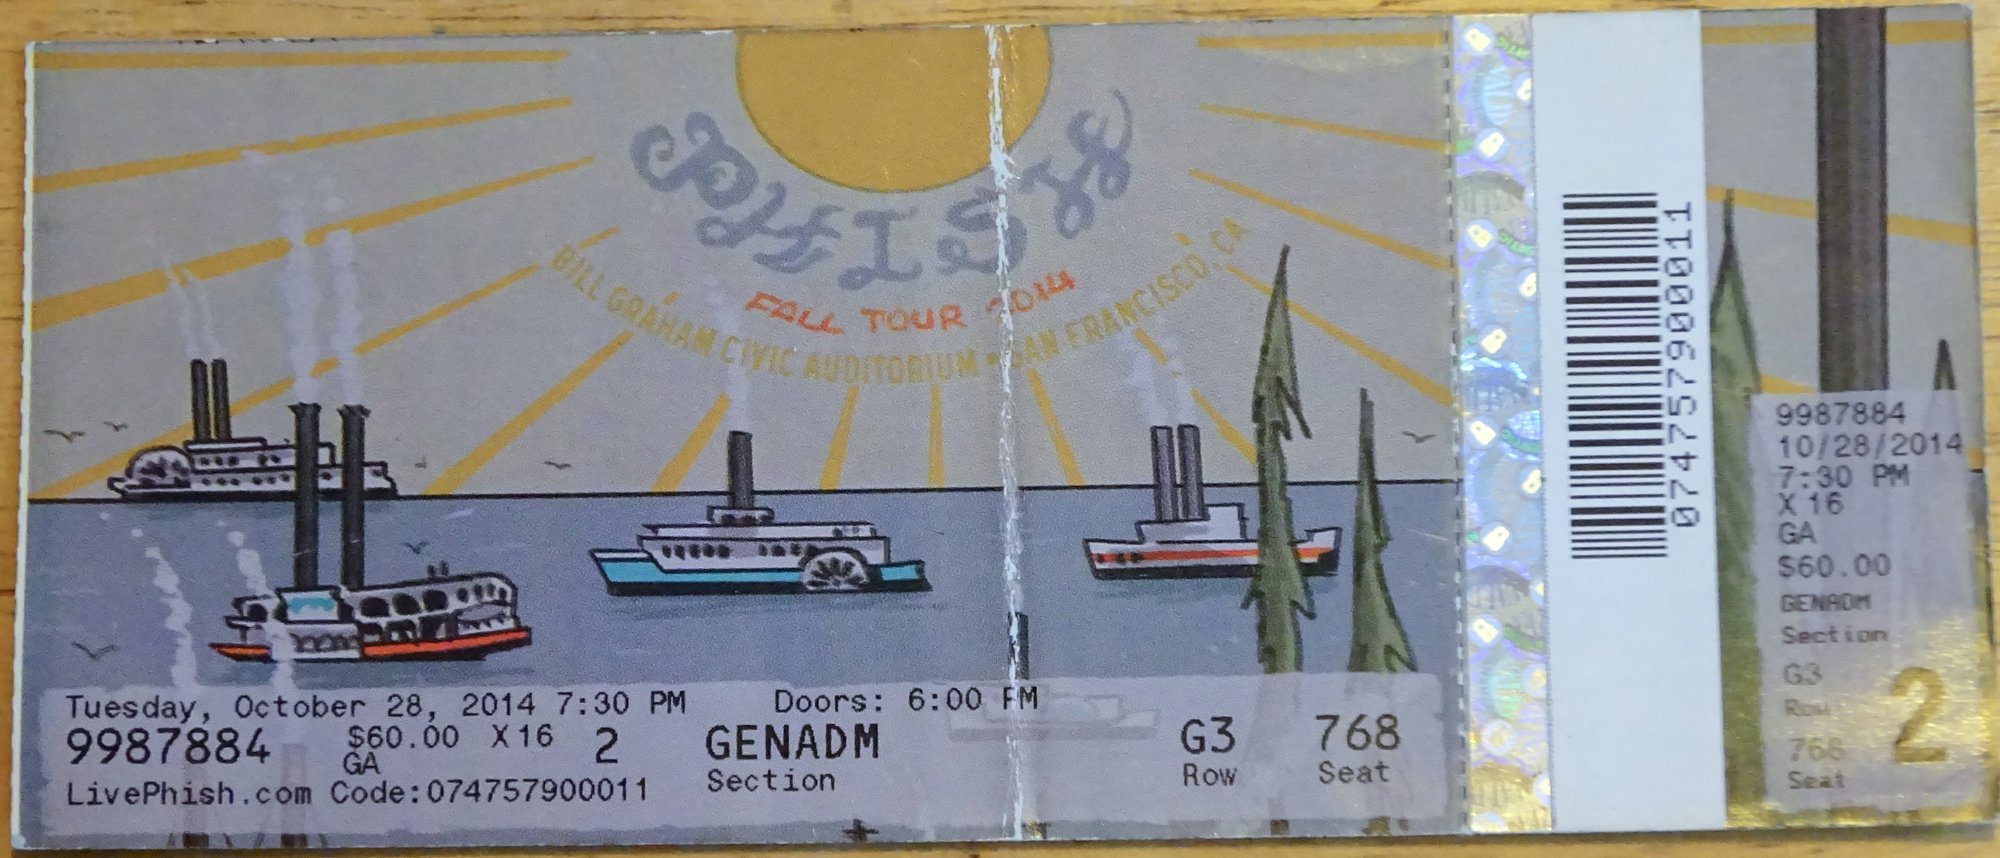 PHISH
FALL TOUR 2014
BILL GRAHAM CIVIC AUDITORIUM • SAN FRANCISCO, CA
Tuesday, October 28, 2014 7:30 PM Doors: 6:00 PM
9987884 $60.00 X16 2 GENADM G3 768
GA Section Row Seat
LivePhish.com Code:074757900011
074757900011
9987884
10/28/2014
7:30 PM
X 16
GA
$60.00
GENADM
Section
G3
Row
768
Seat
2